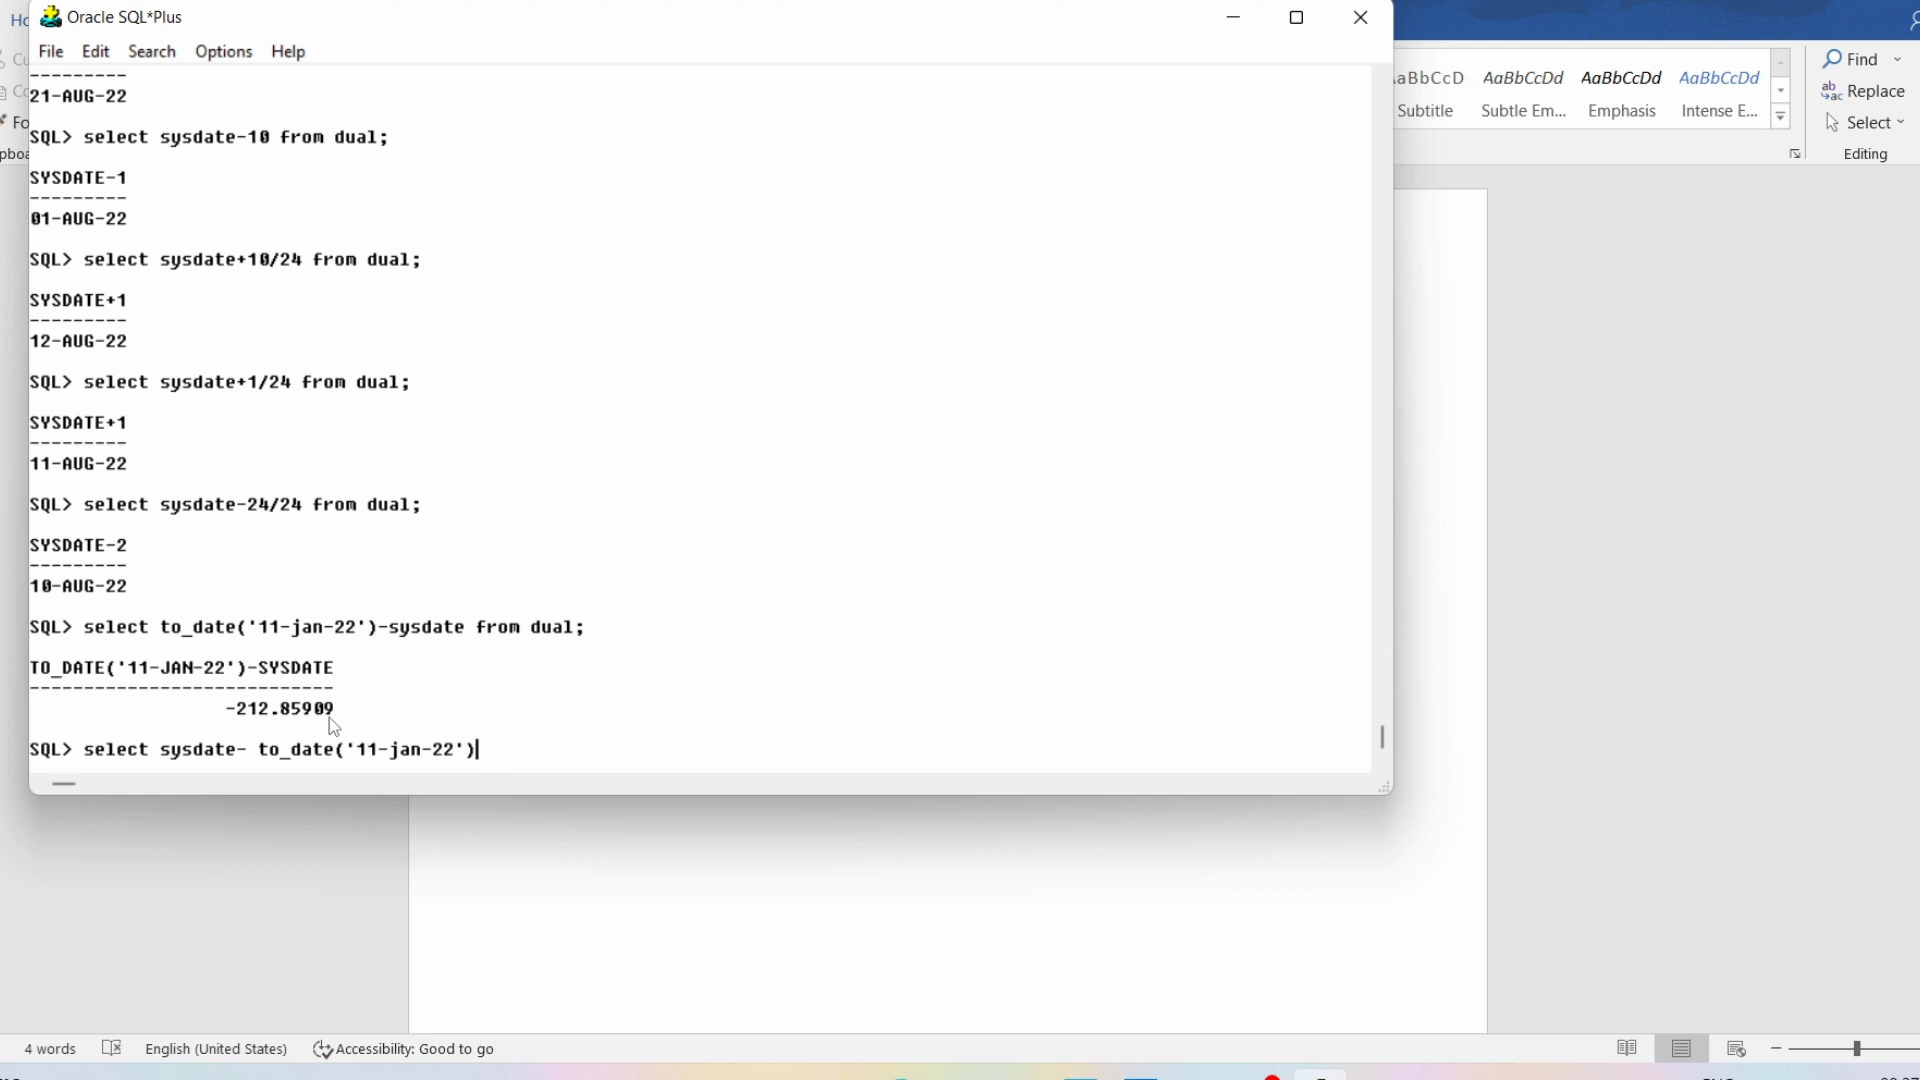 Oracle SQL*Plus
File Edit Search Options Help
---------
21-AUG-22
SQL> select sysdate-10 from dual;
SYSDATE-1
---------
01-AUG-22
SQL> select sysdate+10/24 from dual;
SYSDATE+1
---------
12-AUG-22
SQL> select sysdate+1/24 from dual;
SYSDATE+1
---------
11-AUG-22
SQL> select sysdate-24/24 from dual;
SYSDATE-2
---------
10-AUG-22
SQL> select to_date('11-jan-22')-sysdate from dual;
TO_DATE('11-JAN-22')-SYSDATE
----------------------------
-212.85909
SQL> select sysdate- to_date('11-jan-22')
AaBbCcDd AaBbCcDd AaBbCcDd
Subtitle Subtle Em... Emphasis Intense E...
Find
Replace
Select
Editing
4 words English (United States) Accessibility: Good to go